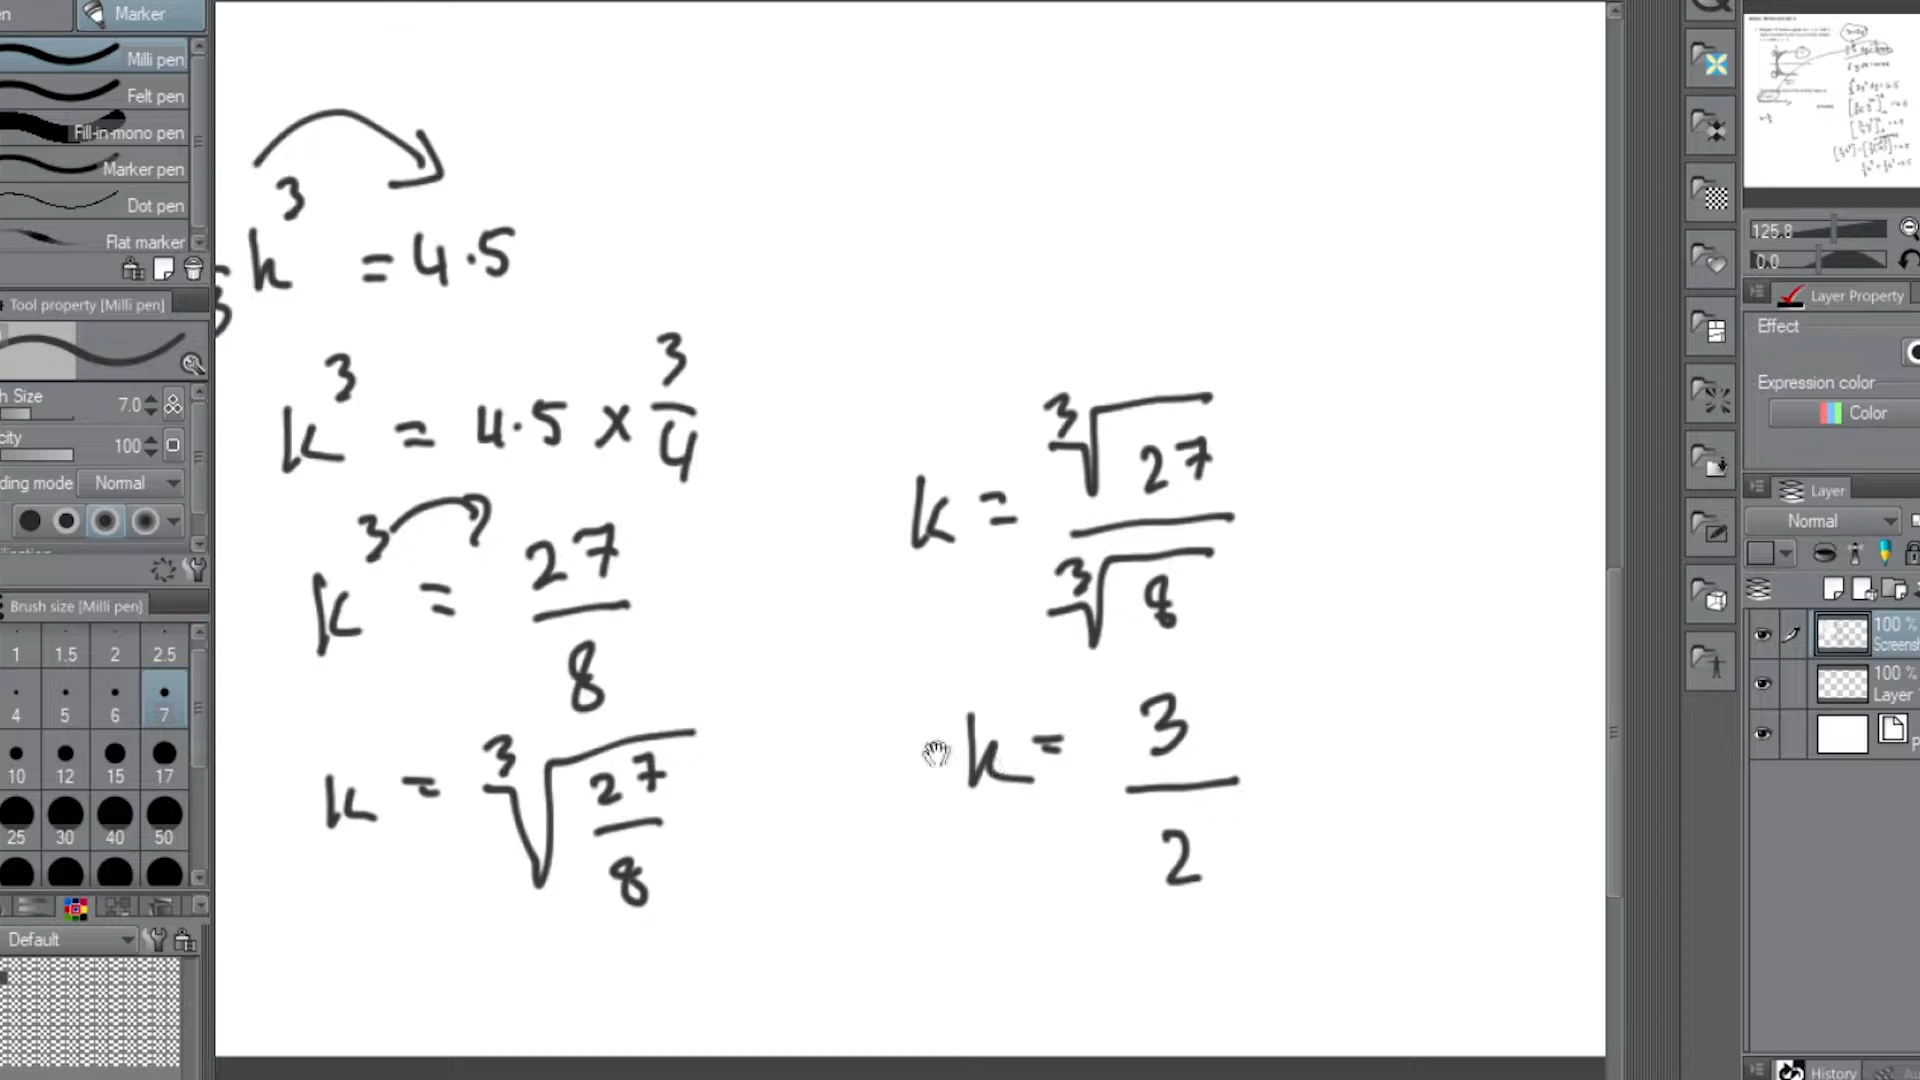 Marker
Milli pen
Felt pen
Fill-in-mono pen
Marker pen
Dot pen
Flat marker
Tool property [Milli pen]
Size
7.0
100
mode Normal
Brush size [Milli pen]
1 1.5 2 2.5
4 5 6 7
10 12 15 17
25 30 40 50
Default
k³ = 4.5
k³ = 4.5 × 3/4
k³ = 27/8
k = ³√(27/8)
k = ³√27 / ³√8
k = 3/2
125.8
0.0
Layer Property
Effect
Expression color
Color
Layer
Normal
100 %
100 %
Layer
History